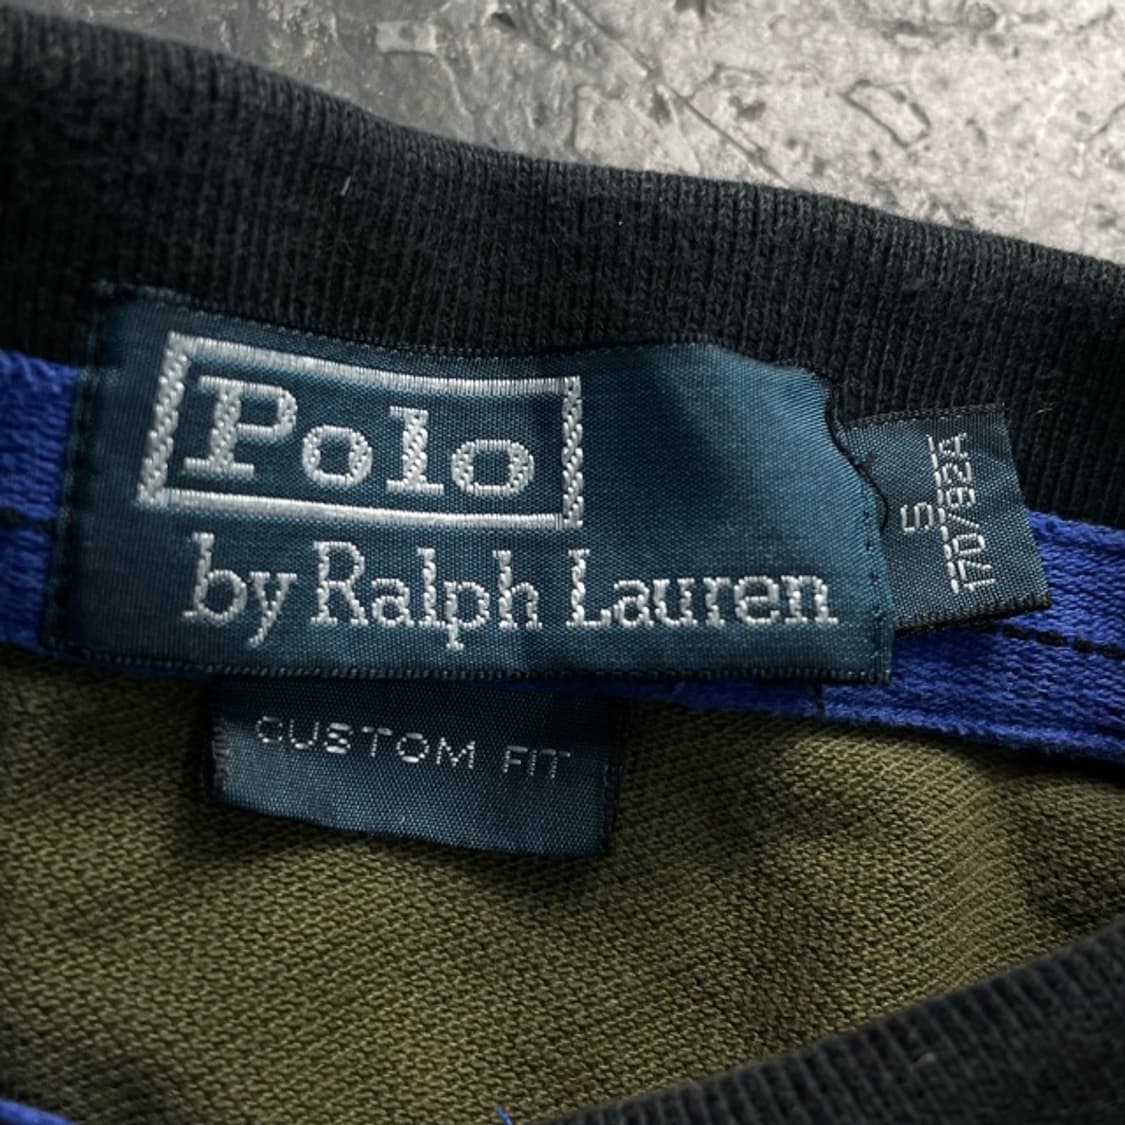 Polo
by Ralph Lauren
S
170/92A
CUSTOM FIT